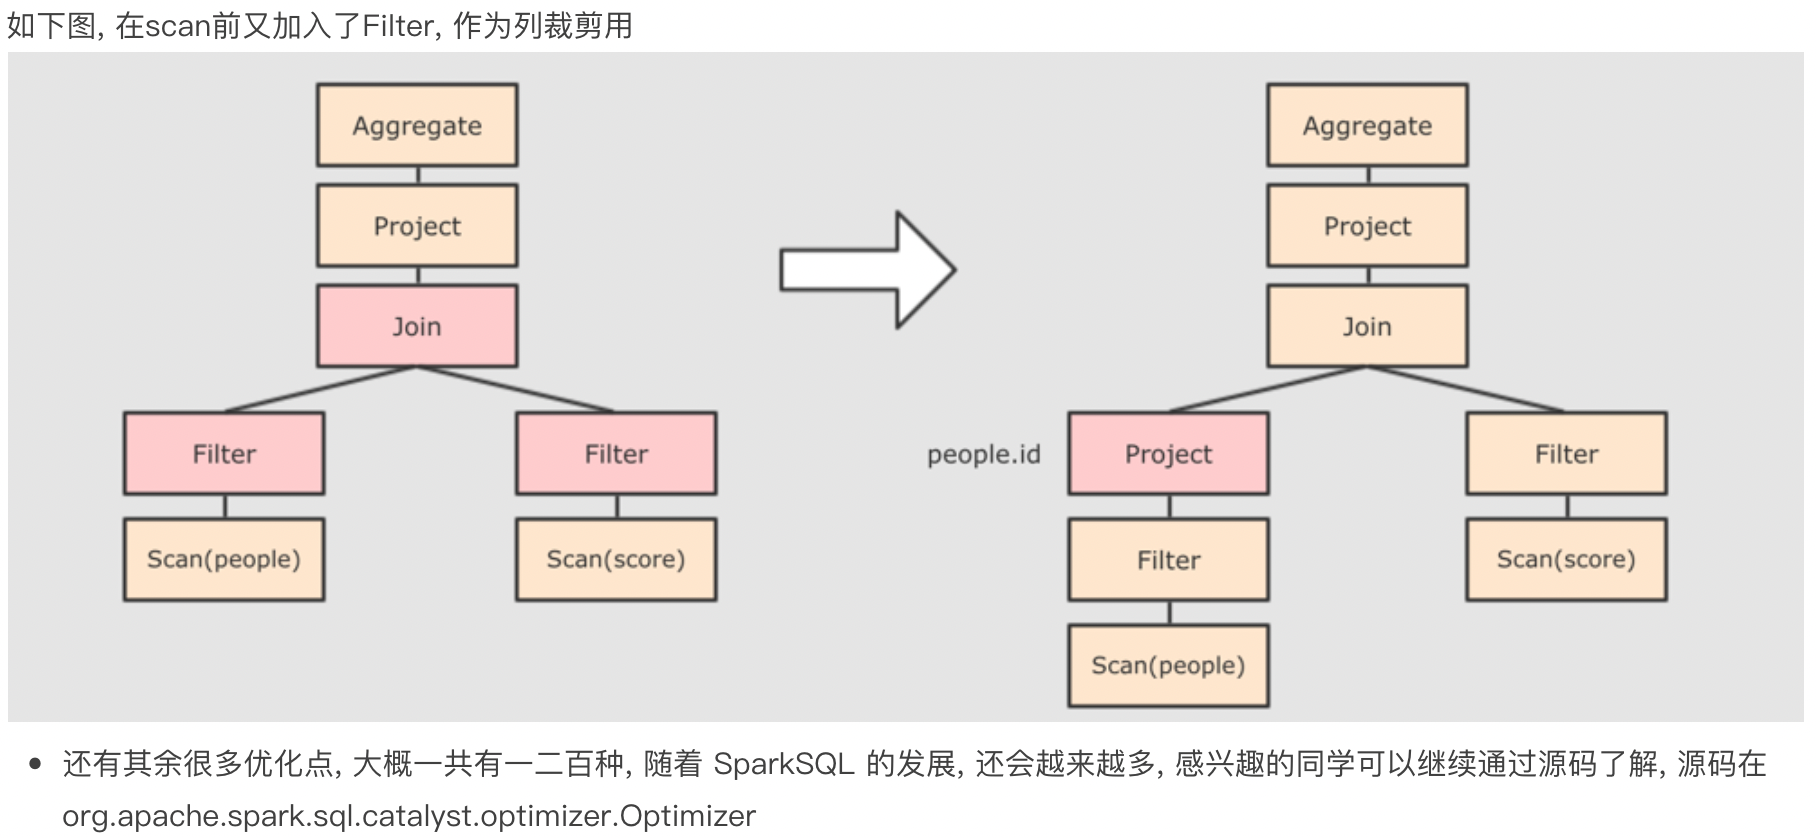 如下图, 在scan前又加入了Filter, 作为列裁剪用
Aggregate
Project
Join
Filter
Filter
Scan(people)
Scan(score)
Aggregate
Project
Join
people.id
Project
Filter
Filter
Scan(score)
Scan(people)
• 还有其余很多优化点, 大概一共有一二百种, 随着 SparkSQL 的发展, 还会越来越多, 感兴趣的同学可以继续通过源码了解, 源码在
org.apache.spark.sql.catalyst.optimizer.Optimizer